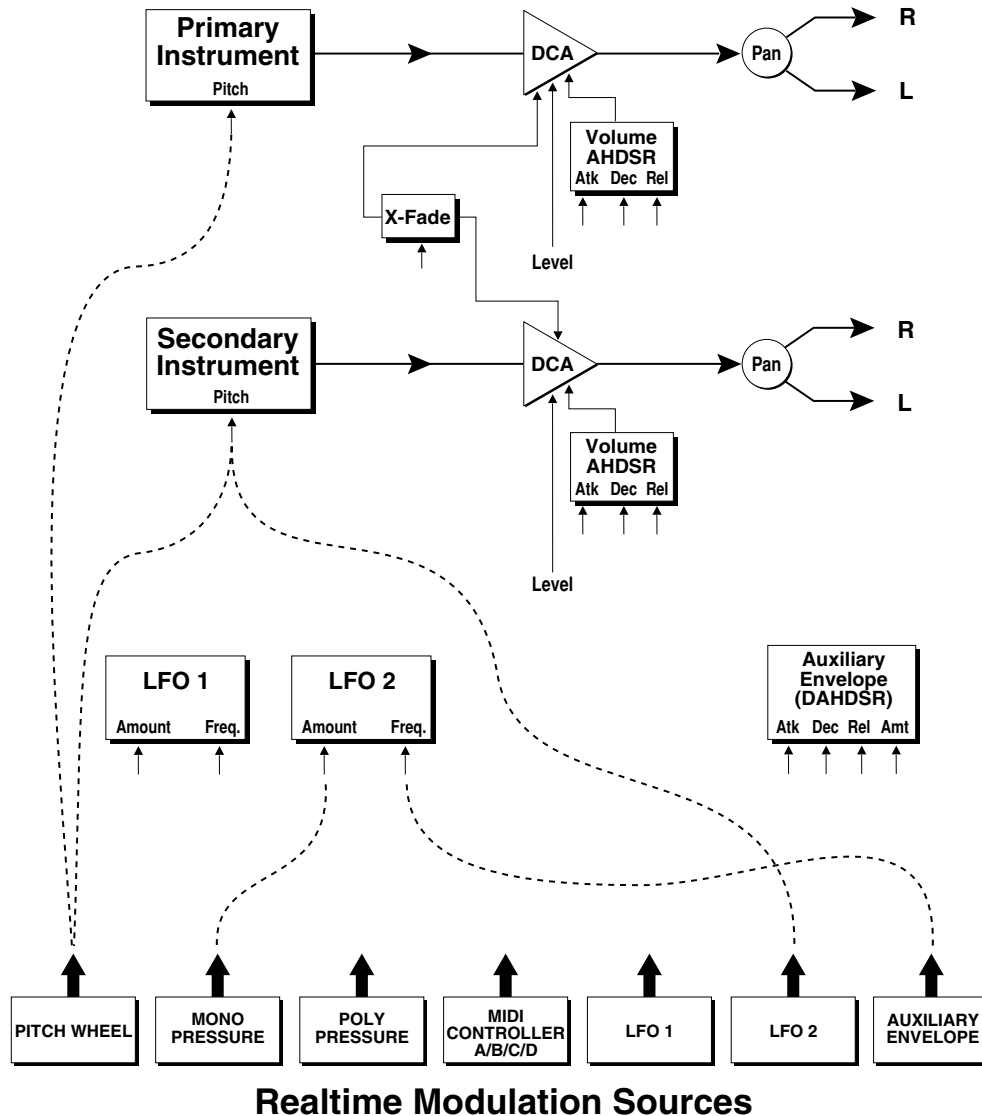 Primary
Instrument
Pitch
DCA
Pan
R
L
Volume
AHDSR
Atk Dec Rel
X-Fade
Level
Secondary
Instrument
Pitch
DCA
Pan
R
L
Volume
AHDSR
Atk Dec Rel
Level
LFO 1
Amount Freq.
LFO 2
Amount Freq.
Auxiliary
Envelope
(DAHDSR)
Atk Dec Rel Amt
PITCH WHEEL
MONO
PRESSURE
POLY
PRESSURE
MIDI
CONTROLLER
A/B/C/D
LFO 1
LFO 2
AUXILIARY
ENVELOPE
Realtime Modulation Sources